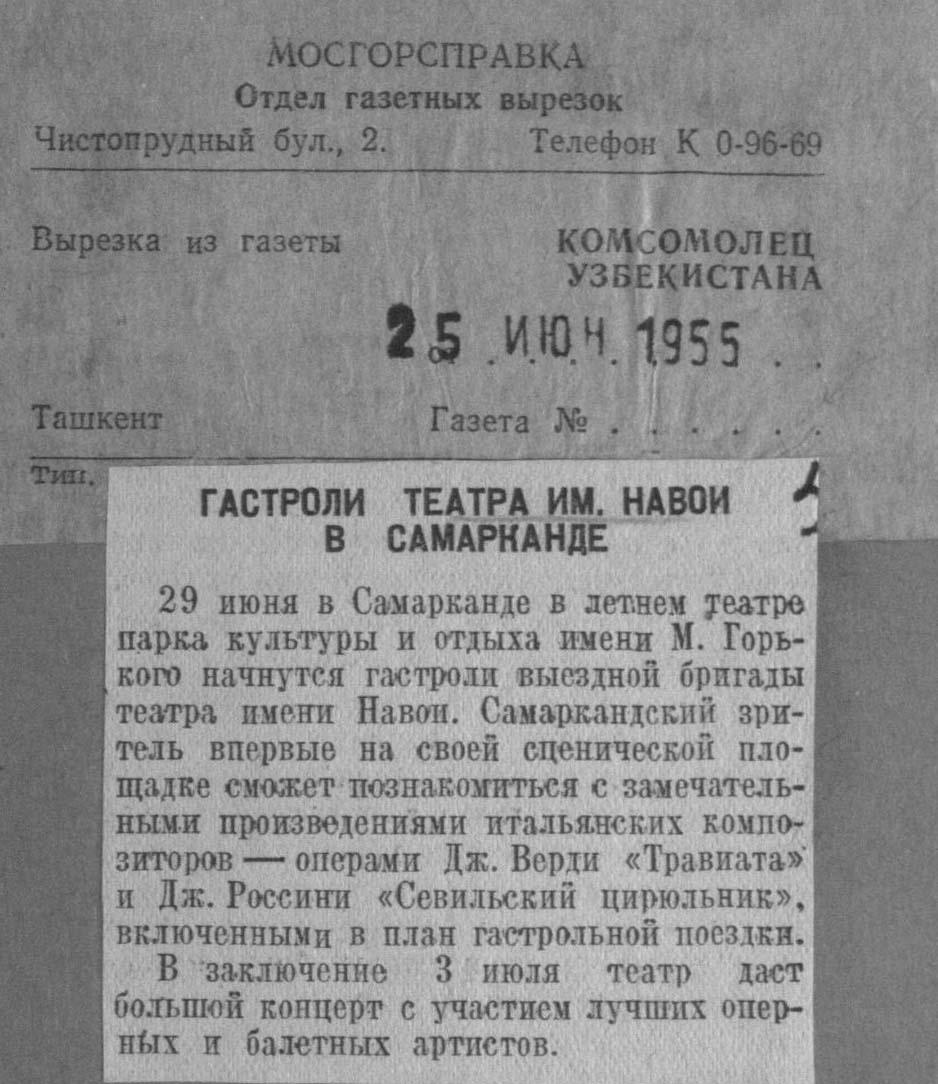 МОСГОРСПРАВКА
Отдел газетных вырезок
Чистопрудный бул., 2. Телефон К 0-96-69
Вырезка из газеты КОМСОМОЛЕЦ
УЗБЕКИСТАНА
25 ИЮН. 1955 . .
Ташкент Газета № . . . . . .
Тип.
ГАСТРОЛИ ТЕАТРА ИМ. НАВОИ
В САМАРКАНДЕ
29 июня в Самарканде в летнем театре
парка культуры и отдыха имени М. Горь-
кого начнутся гастроли выездной бригады
театра имени Навои. Самаркандский зри-
тель впервые на своей сценической пло-
щадке сможет познакомиться с замечатель-
ными произведениями итальянских компо-
зиторов — операми Дж. Верди «Травиата»
и Дж. Россини «Севильский цирюльник»,
включенными в план гастрольной поездки.
В заключение 3 июля театр даст
большой концерт с участием лучших опер-
ных и балетных артистов.